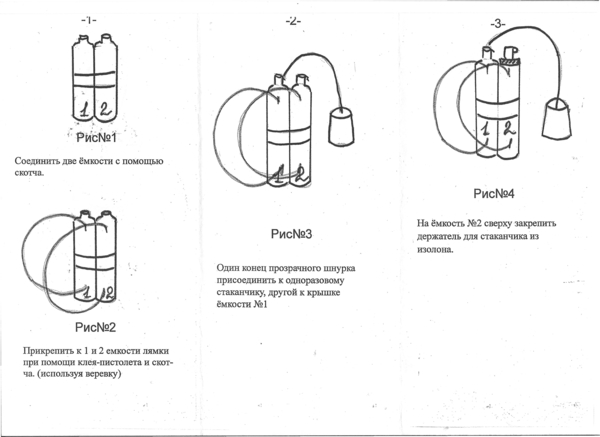 -1-
1 2
Рис№1
Соединить две ёмкости с помощью
скотча.
1 2
Рис№2
Прикрепить к 1 и 2 емкости лямки
при помощи клея-пистолета и скот-
ча. (используя веревку)
-2-
1 2
Рис№3
Один конец прозрачного шнурка
присоединить к одноразовому
стаканчику, другой к крышке
ёмкости №1
-3-
1 2
Рис№4
На ёмкость №2 сверху закрепить
держатель для стаканчика из
изолона.